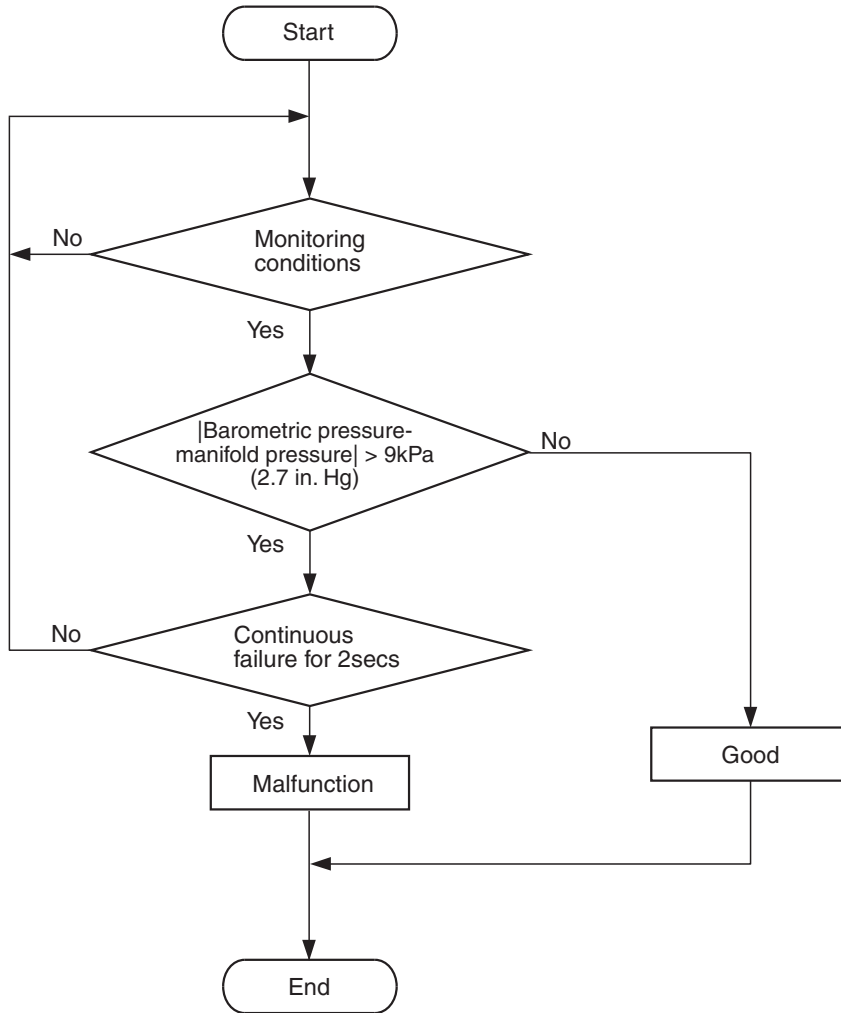 Start
No
Monitoring
conditions
Yes
|Barometric pressure-
manifold pressure| > 9kPa
(2.7 in. Hg)
No
Yes
No
Continuous
failure for 2secs
Yes
Malfunction
Good
End